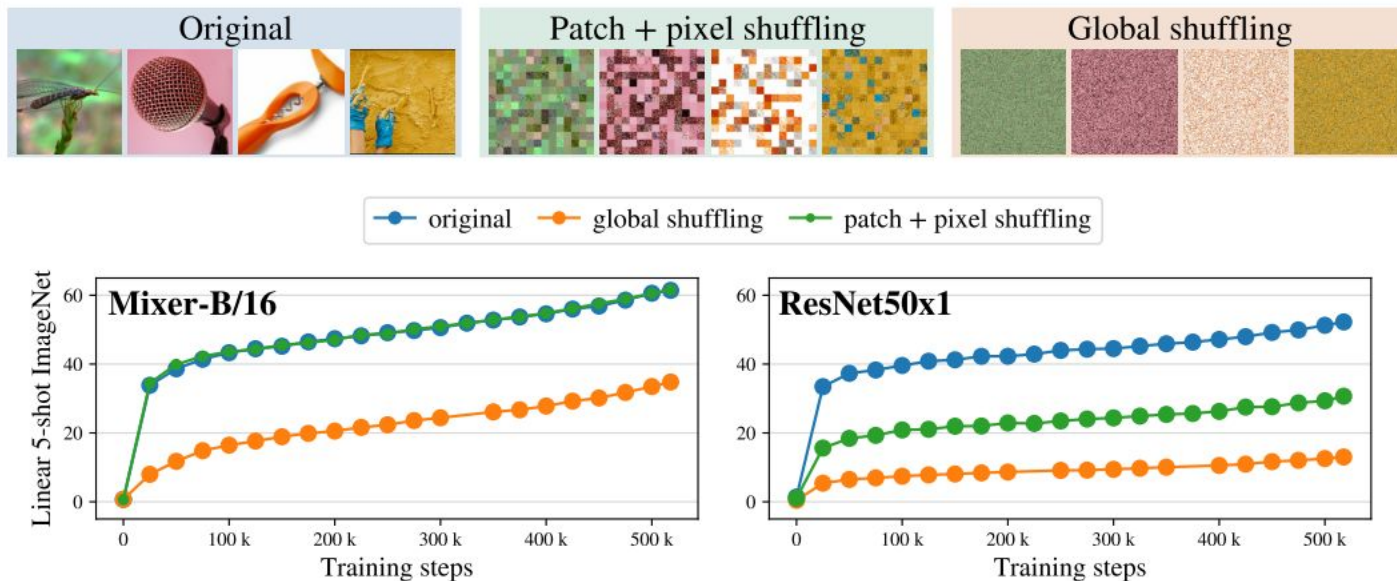 Original
Patch + pixel shuffling
Global shuffling
original
global shuffling
patch + pixel shuffling
Linear 5-shot ImageNet
Mixer-B/16
60
40
20
0
0
100 k
200 k
300 k
400 k
500 k
Training steps
ResNet50x1
60
40
20
0
0
100 k
200 k
300 k
400 k
500 k
Training steps